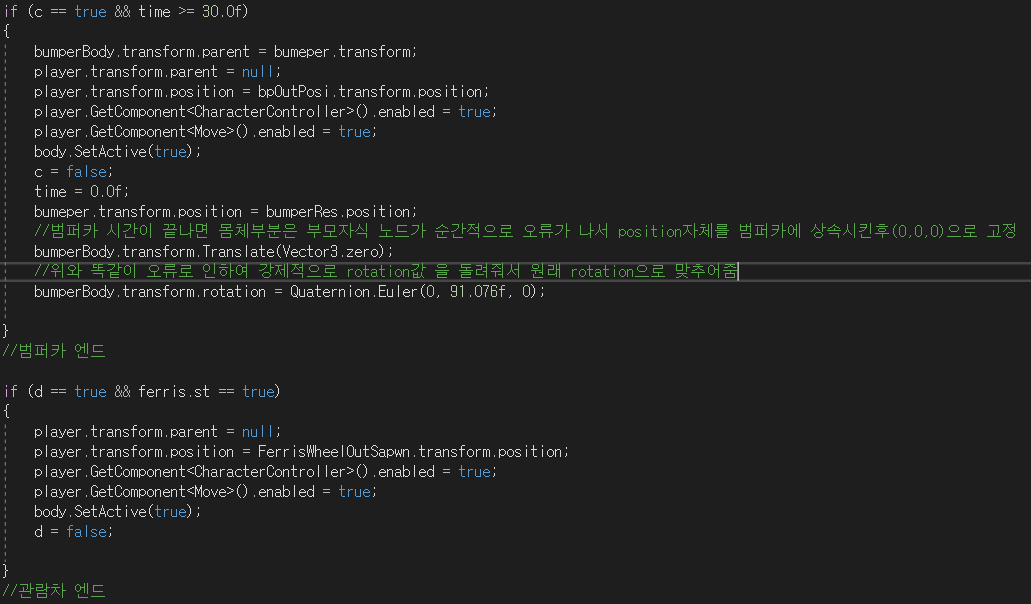 if (c == true && time >= 30.0f)
{
bumperBody.transform.parent = bumeper.transform;
player.transform.parent = null;
player.transform.position = bpOutPosi.transform.position;
player.GetComponent<CharacterController>().enabled = true;
player.GetComponent<Move>().enabled = true;
body.SetActive(true);
c = false;
time = 0.0f;
bumeper.transform.position = bumperRes.position;
//범퍼카 시간이 끝나면 몸체부분은 부모자식 노드가 순간적으로 오류가 나서 position자체를 범퍼카에 상속시킨후(0,0,0)으로 고정
bumperBody.transform.Translate(Vector3.zero);
//위와 똑같이 오류로 인하여 강제적으로 rotation값 을 돌려줘서 원래 rotation으로 맞추어줌
bumperBody.transform.rotation = Quaternion.Euler(0, 91.076f, 0);
}
//범퍼카 엔드
if (d == true && ferris.st == true)
{
player.transform.parent = null;
player.transform.position = FerrisWheelOutSapwn.transform.position;
player.GetComponent<CharacterController>().enabled = true;
player.GetComponent<Move>().enabled = true;
body.SetActive(true);
d = false;
}
//관람차 엔드